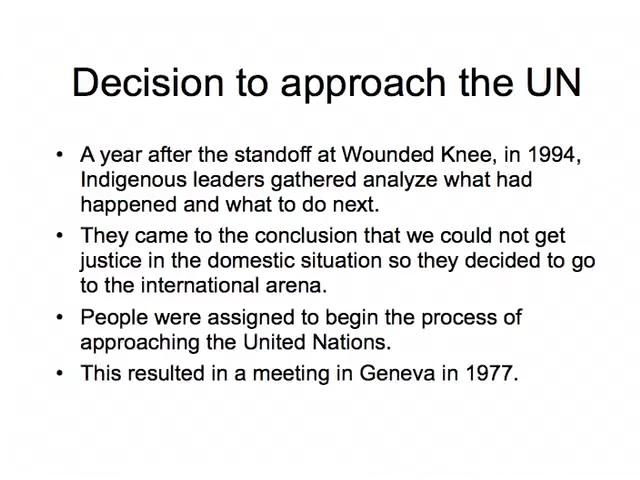 Decision to approach the UN
• A year after the standoff at Wounded Knee, in 1994,
Indigenous leaders gathered analyze what had
happened and what to do next.
• They came to the conclusion that we could not get
justice in the domestic situation so they decided to go
to the international arena.
• People were assigned to begin the process of
approaching the United Nations.
• This resulted in a meeting in Geneva in 1977.